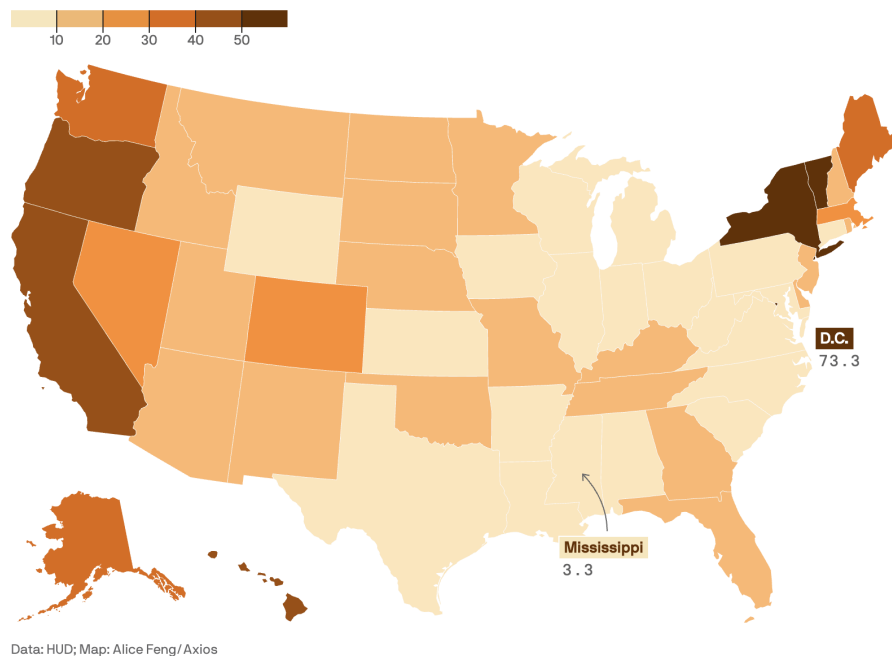 10 20 30 40 50
D.C.
73.3
Mississippi
3.3
Data: HUD; Map: Alice Feng/Axios